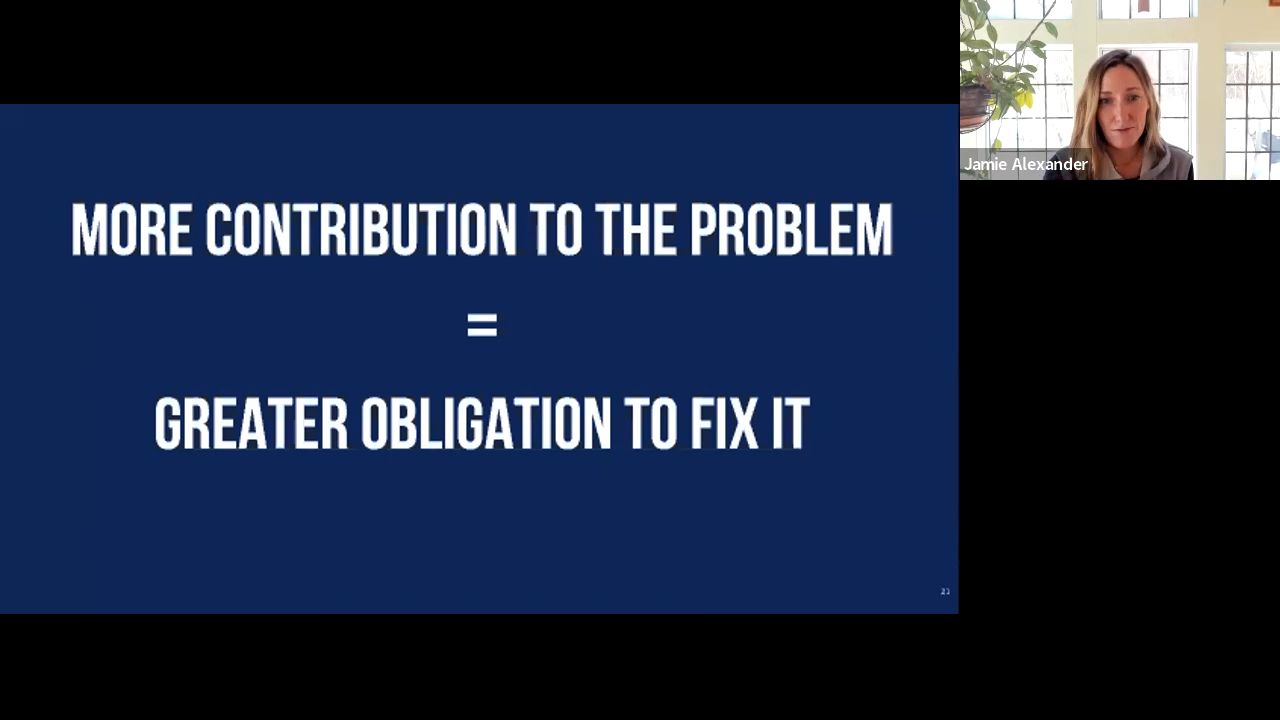 MORE CONTRIBUTION TO THE PROBLEM
=
GREATER OBLIGATION TO FIX IT
Jamie Alexander